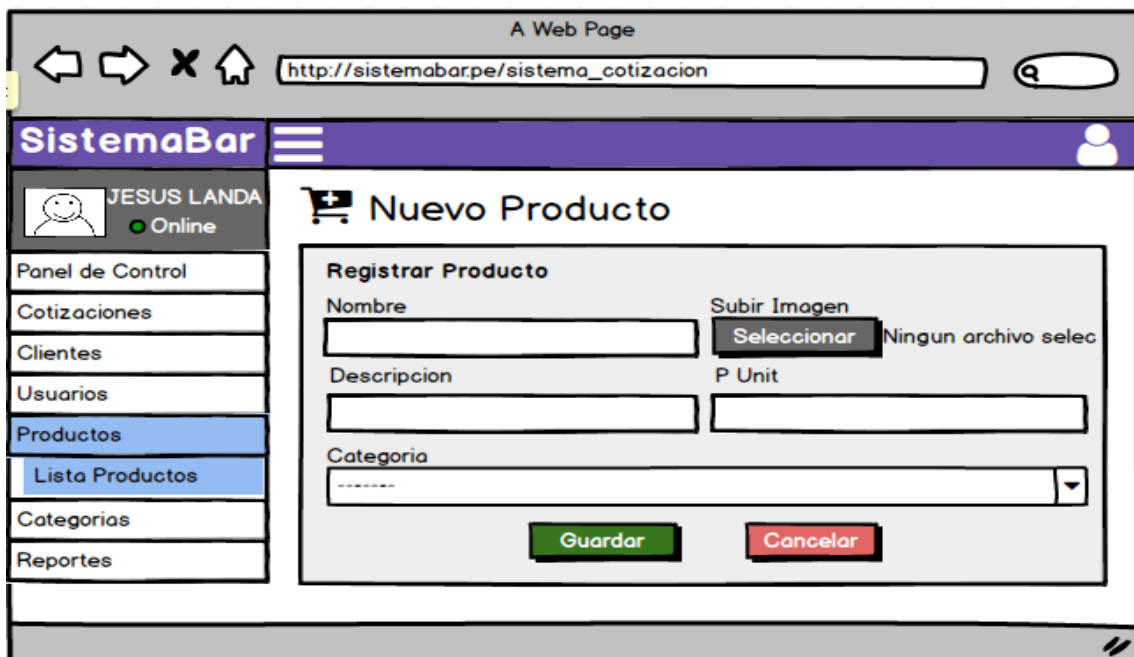 A Web Page
http://sistemabar.pe/sistema_cotizacion
SistemaBar
JESUS LANDA
Online
Panel de Control
Cotizaciones
Clientes
Usuarios
Productos
Lista Productos
Categorias
Reportes
Nuevo Producto
Registrar Producto
Nombre
Subir Imagen
Seleccionar
Ningun archivo selec
Descripcion
P Unit
Categoria
-------
Guardar
Cancelar